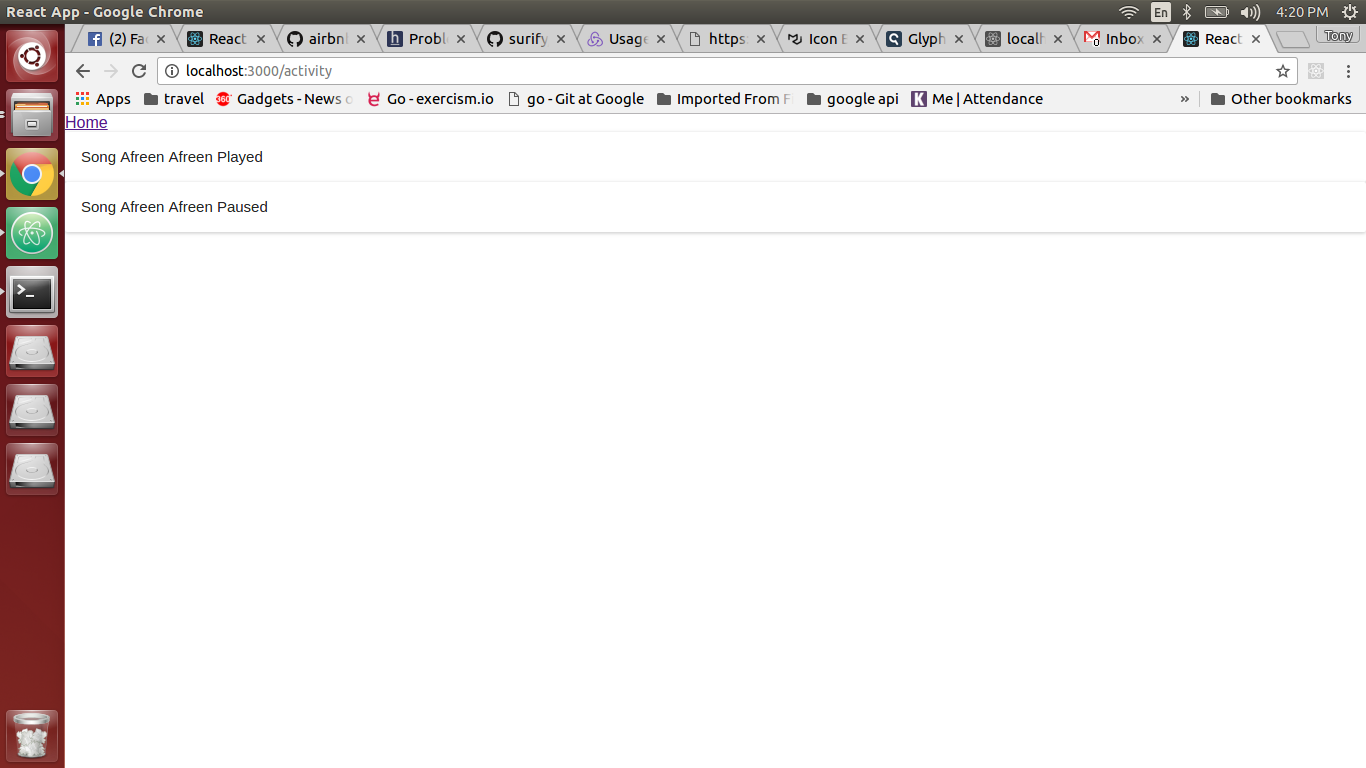 React App - Google Chrome
En
4:20 PM
(2) Fa
React
airbn
Probl
surify
Usage
https:
Icon
Glyph
localh
Inbox
React
Tony
localhost:3000/activity
Apps
travel
360°
Gadgets - News
Go - exercism.io
go - Git at Google
Imported From F
google api
K
Me | Attendance
»
Other bookmarks
Home
Song Afreen Afreen Played
Song Afreen Afreen Paused